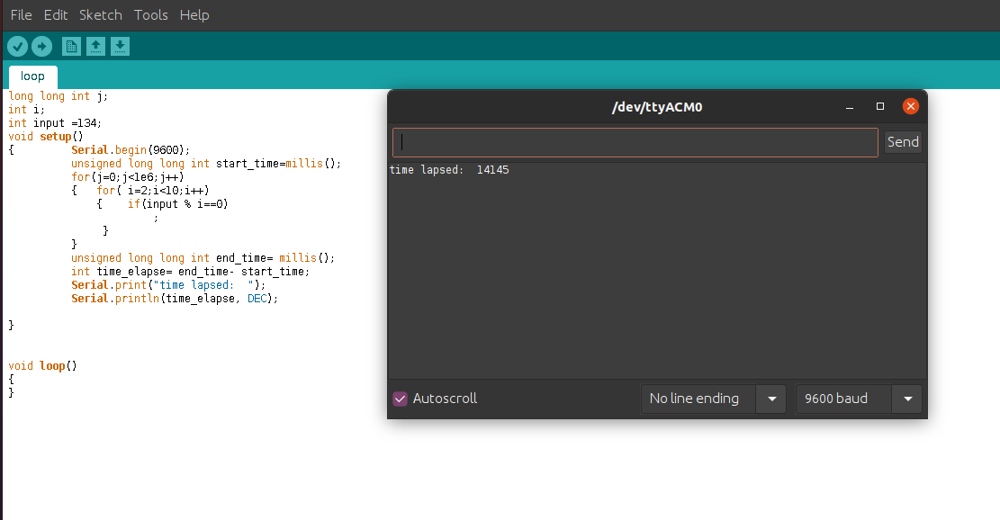 File Edit Sketch Tools Help
loop
long long int j;
int i;
int input =134;
void setup()
{ Serial.begin(9600);
unsigned long long int start_time=millis();
for(j=0;j<1e6;j++)
{ for( i=2;i<10;i++)
{ if(input % i==0)
;
}
}
unsigned long long int end_time= millis();
int time_elapse= end_time- start_time;
Serial.print("time lapsed:  ");
Serial.println(time_elapse, DEC);
}
void loop()
{
}
/dev/ttyACM0
Send
time lapsed:  14145
Autoscroll
No line ending
9600 baud